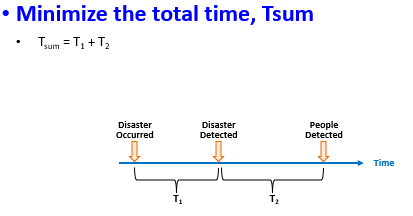 • Minimize the total time, Tsum
• Tsum = T1 + T2
Disaster Occurred
Disaster Detected
People Detected
Time
T1
T2